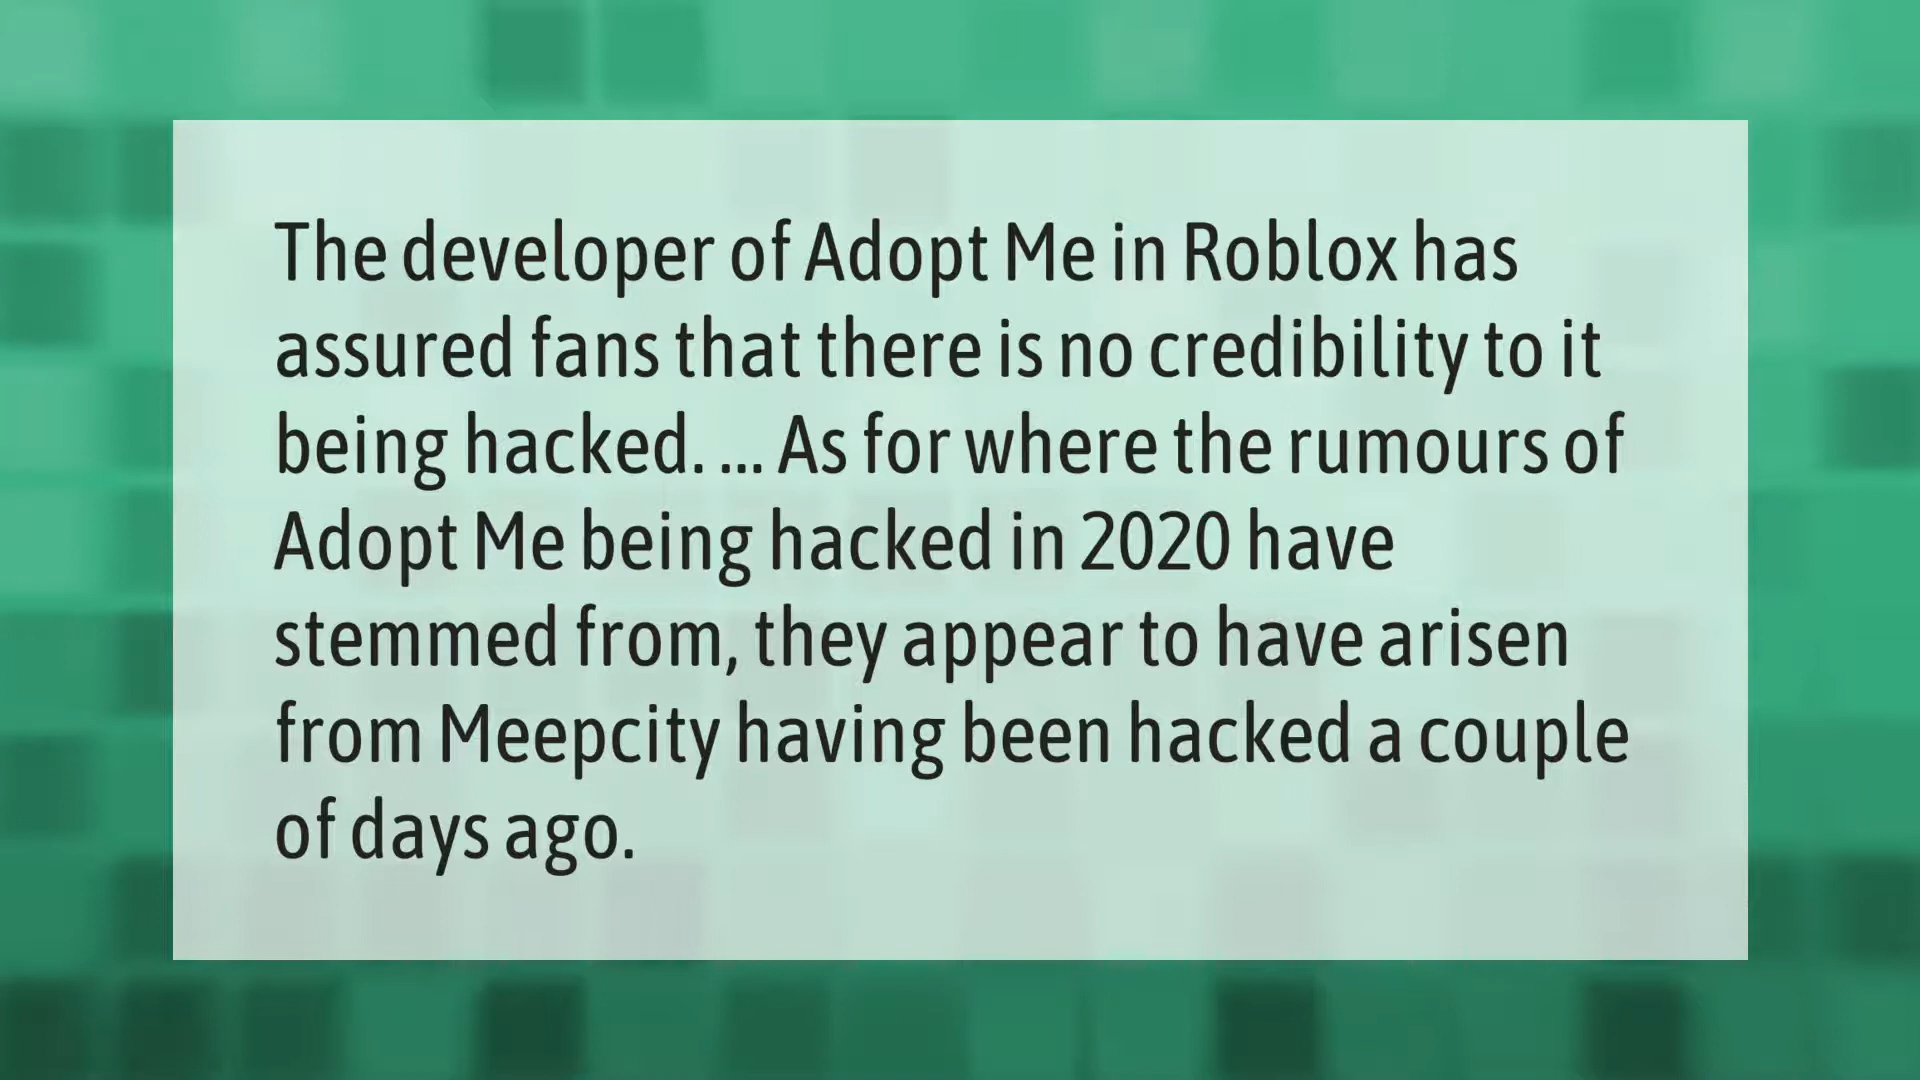 The developer of Adopt Me in Roblox has
assured fans that there is no credibility to it
being hacked. ... As for where the rumours of
Adopt Me being hacked in 2020 have
stemmed from, they appear to have arisen
from Meepcity having been hacked a couple
of days ago.